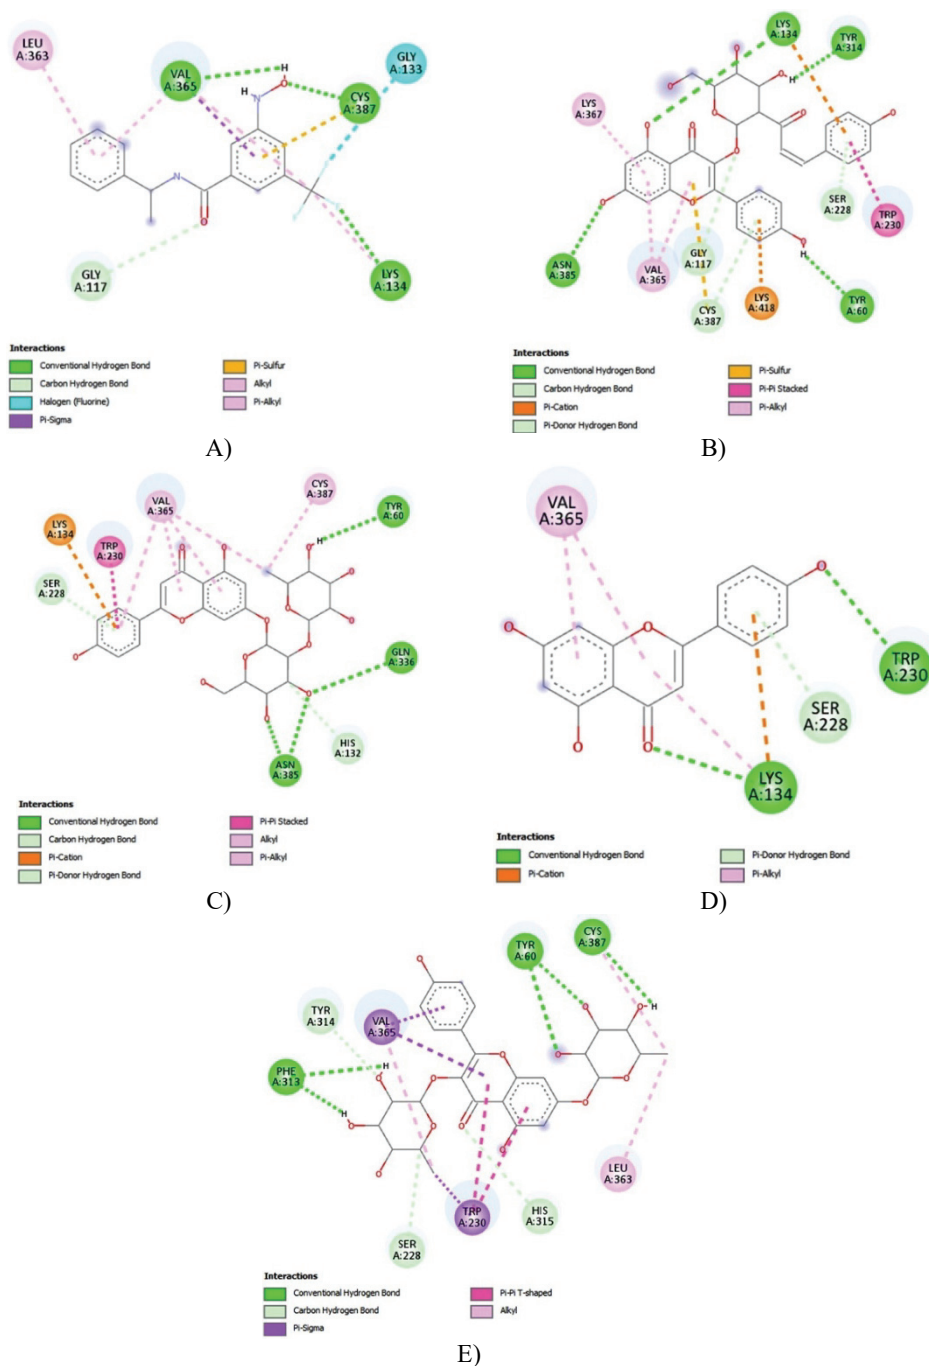 LEU
A:363
VAL
A:365
H
O
H
N
CYS
A:387
GLY
A:133
N
O
GLY
A:117
LYS
A:134
Interactions
Conventional Hydrogen Bond
Carbon Hydrogen Bond
Halogen (Fluorine)
Pi-Sigma
Pi-Sulfur
Alkyl
Pi-Alkyl
A)
LYS
A:134
TYR
A:314
LYS
A:367
SER
A:228
TRP
A:230
ASN
A:385
VAL
A:365
GLY
A:117
CYS
A:387
LYS
A:418
TYR
A:60
Interactions
Conventional Hydrogen Bond
Carbon Hydrogen Bond
Pi-Cation
Pi-Donor Hydrogen Bond
Pi-Sulfur
Pi-Pi Stacked
Pi-Alkyl
B)
LYS
A:134
TRP
A:230
VAL
A:365
CYS
A:387
TYR
A:60
SER
A:228
GLN
A:336
HIS
A:132
ASN
A:385
Interactions
Conventional Hydrogen Bond
Carbon Hydrogen Bond
Pi-Cation
Pi-Donor Hydrogen Bond
Pi-Pi Stacked
Alkyl
Pi-Alkyl
C)
VAL
A:365
O
O
O
O
O
TRP
A:230
SER
A:228
LYS
A:134
Interactions
Conventional Hydrogen Bond
Pi-Cation
Pi-Donor Hydrogen Bond
Pi-Alkyl
D)
TYR
A:60
CYS
A:387
TYR
A:314
VAL
A:365
PHE
A:313
LEU
A:363
TRP
A:230
HIS
A:315
SER
A:228
Interactions
Conventional Hydrogen Bond
Carbon Hydrogen Bond
Pi-Sigma
Pi-Pi T-shaped
Alkyl
E)